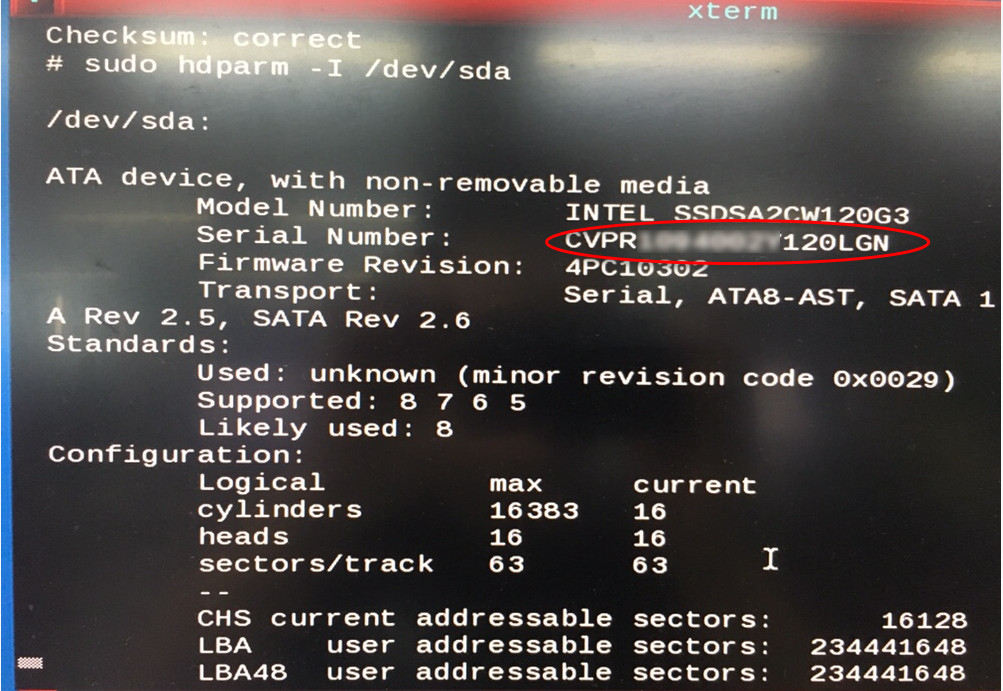 xterm
Checksum: correct
# sudo hdparm -I /dev/sda
/dev/sda:
ATA device, with non-removable media
Model Number: INTEL SSDSA2CW120G3
Serial Number: CVPR 120LGN
Firmware Revision: 4PC10302
Transport: Serial, ATA8-AST, SATA 1
A Rev 2.5, SATA Rev 2.6
Standards:
Used: unknown (minor revision code 0x0029)
Supported: 8 7 6 5
Likely used: 8
Configuration:
Logical max current
cylinders 16383 16
heads 16 16
sectors/track 63 63
--
CHS current addressable sectors: 16128
LBA user addressable sectors: 234441648
LBA48 user addressable sectors: 234441648